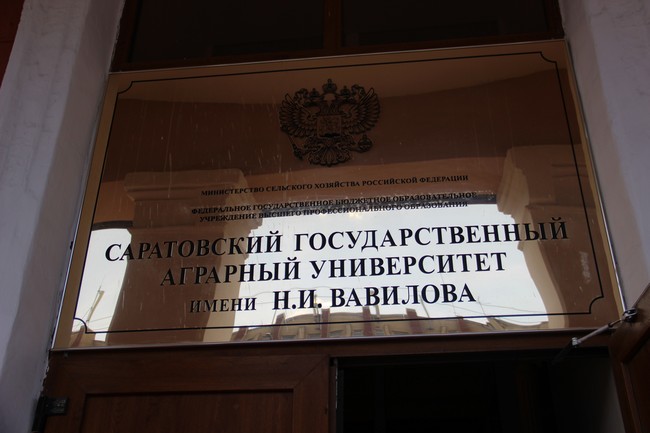 МИНИСТЕРСТВО СЕЛЬСКОГО ХОЗЯЙСТВА РОССИЙСКОЙ ФЕДЕРАЦИИ
ФЕДЕРАЛЬНОЕ ГОСУДАРСТВЕННОЕ БЮДЖЕТНОЕ ОБРАЗОВАТЕЛЬНОЕ
УЧРЕЖДЕНИЕ ВЫСШЕГО ПРОФЕССИОНАЛЬНОГО ОБРАЗОВАНИЯ
САРАТОВСКИЙ ГОСУДАРСТВЕННЫЙ
АГРАРНЫЙ УНИВЕРСИТЕТ
ИМЕНИ Н.И. ВАВИЛОВА